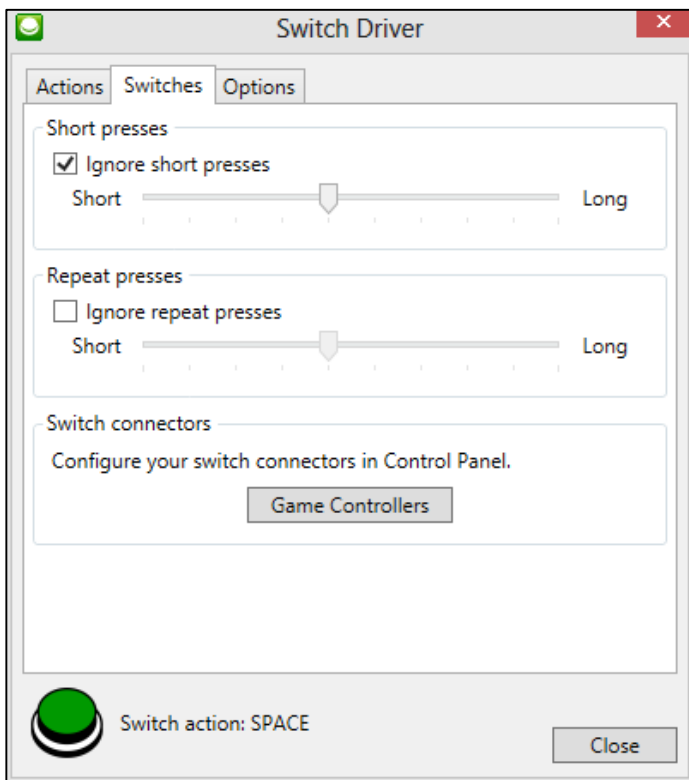 Switch Driver
Actions Switches Options
Short presses
Ignore short presses
Short Long
Repeat presses
Ignore repeat presses
Short Long
Switch connectors
Configure your switch connectors in Control Panel.
Game Controllers
Switch action: SPACE
Close